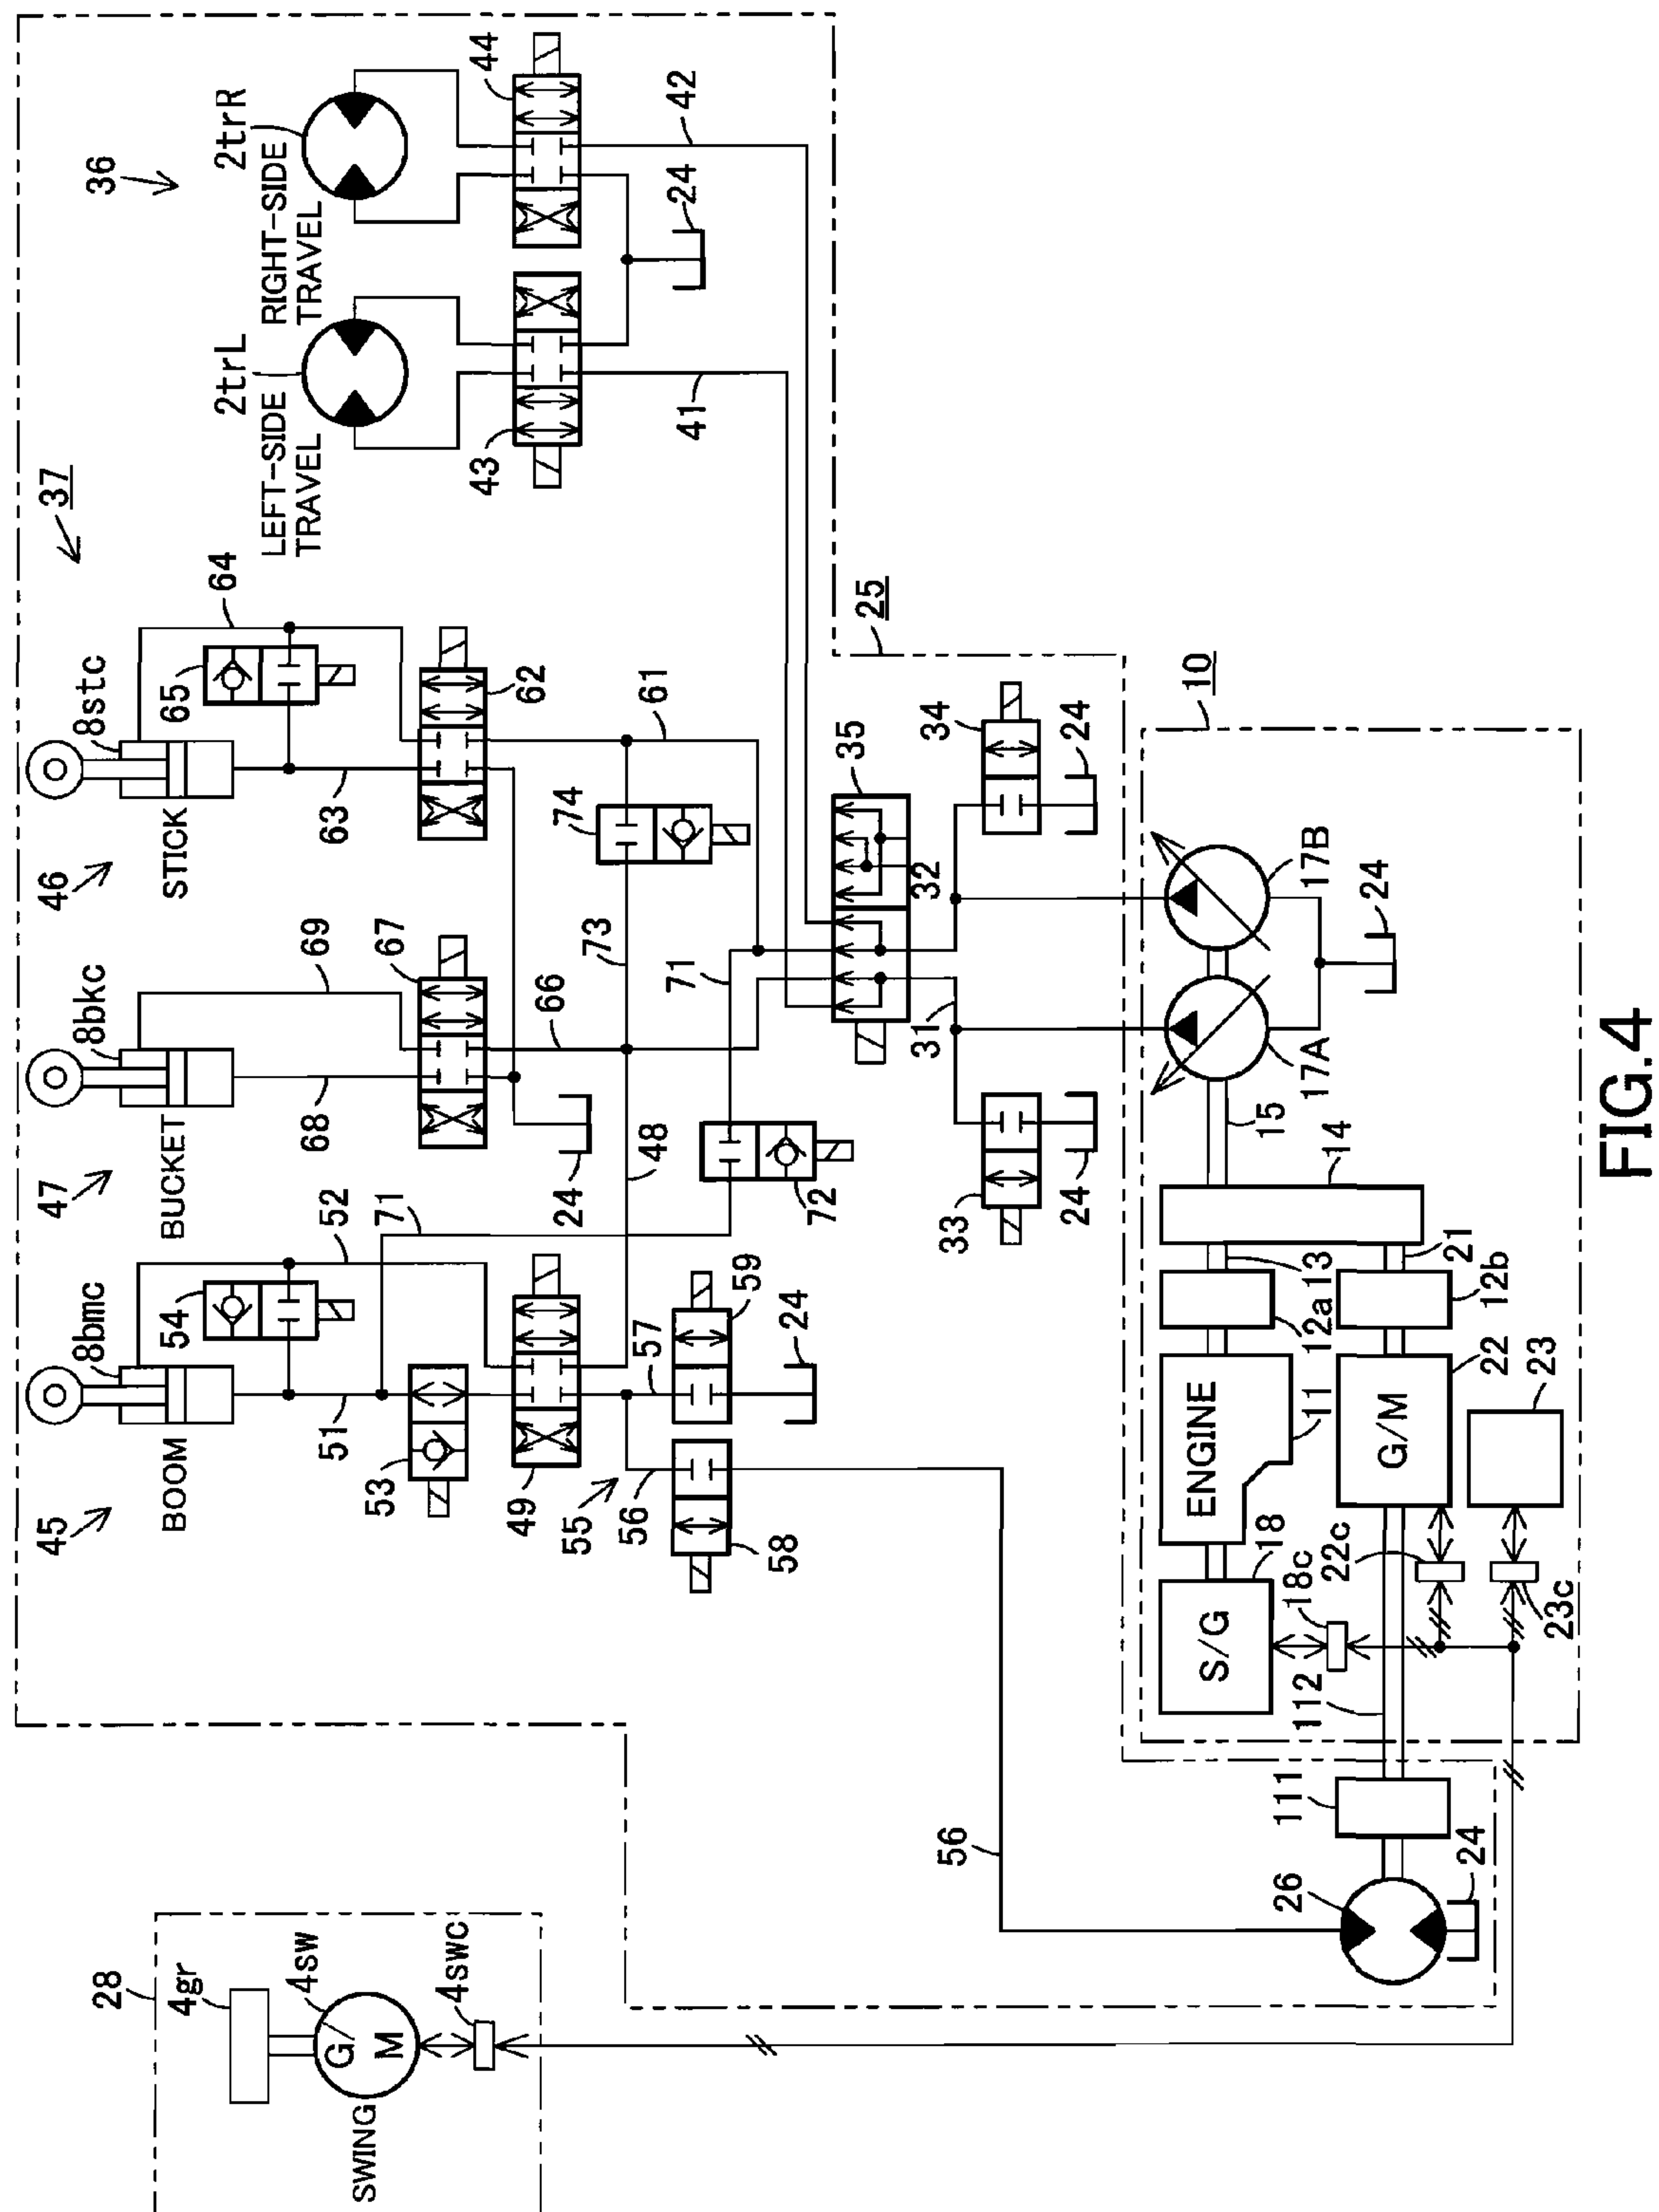 36
44
2trR
RIGHT-SIDE
TRAVEL
42
24
37
2trL
LEFT-SIDE
TRAVEL
43
41
64
65
8stc
STICK
46
63
62
61
74
25
35
34
24
32
10
47
8bkc
BUCKET
69
68
67
66
73
71
31
48
24
72
33
24
17B
17A
24
15
14
45
8bmc
BOOM
54
52
71
51
53
49
55
56
57
58
59
24
13
12a
21
12b
ENGINE
11
G/M
22
23
S/G
18
18c
22c
23c
112
111
56
26
24
28
4gr
4sw
G/M
4swc
SWING
FIG.4